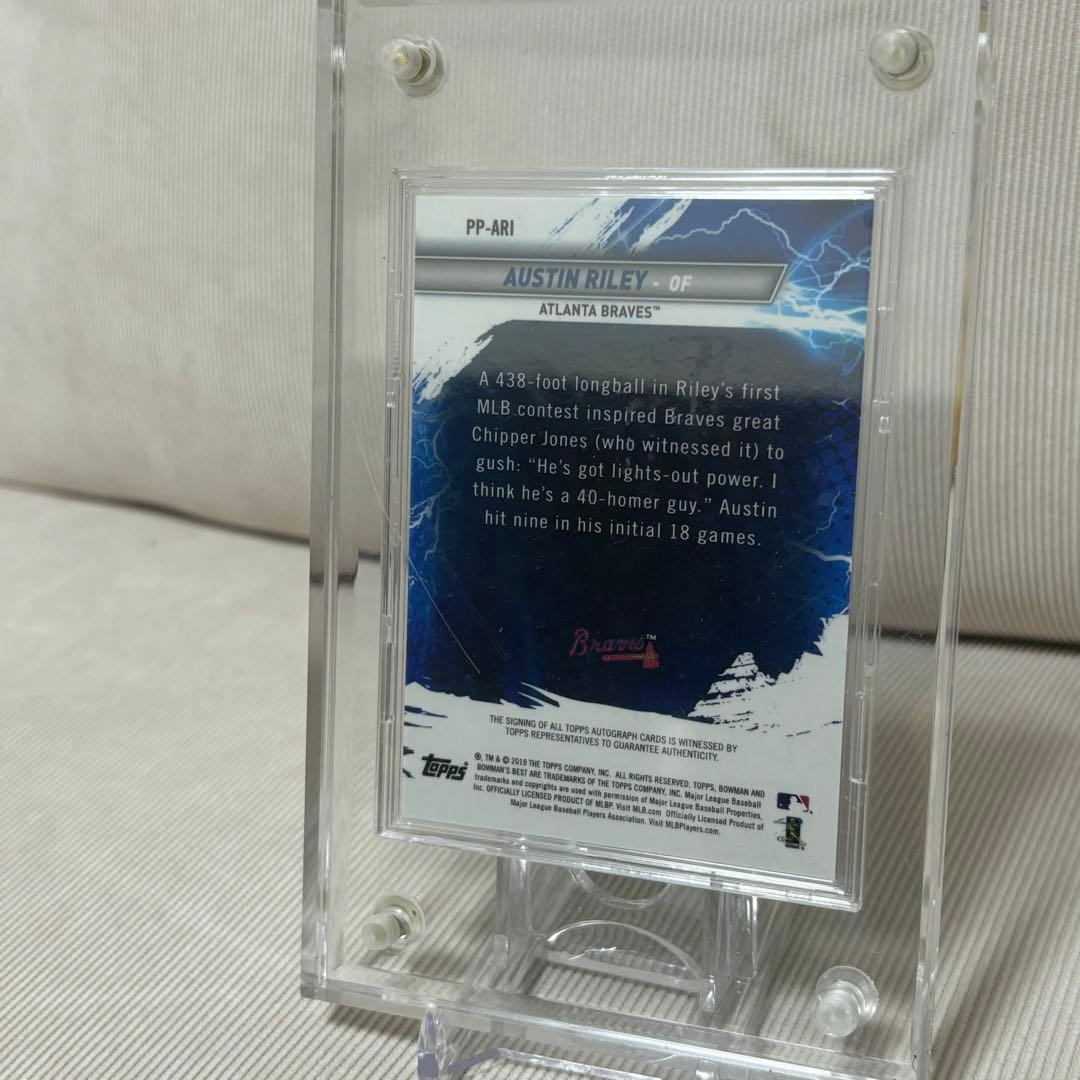 PP-ARI
AUSTIN RILEY - OF
ATLANTA BRAVES™
A 438-foot longball in Riley's first
MLB contest inspired Braves great
Chipper Jones (who witnessed it) to
gush: “He's got lights-out power. I
think he's a 40-homer guy.” Austin
hit nine in his initial 18 games.
Braves™
THE SIGNING OF ALL TOPPS AUTOGRAPH CARDS IS WITNESSED BY
TOPPS REPRESENTATIVES TO GUARANTEE AUTHENTICITY.
topps
®, TM & © 2019 THE TOPPS COMPANY, INC. ALL RIGHTS RESERVED. TOPPS, BOWMAN AND
BOWMAN'S BEST ARE TRADEMARKS OF THE TOPPS COMPANY, INC. Major League Baseball
trademarks and copyrights are used with permission of Major League Baseball Properties,
Inc. OFFICIALLY LICENSED PRODUCT OF MLBP. Visit MLB.com Officially Licensed Product of
Major League Baseball Players Association. Visit MLBPlayers.com.